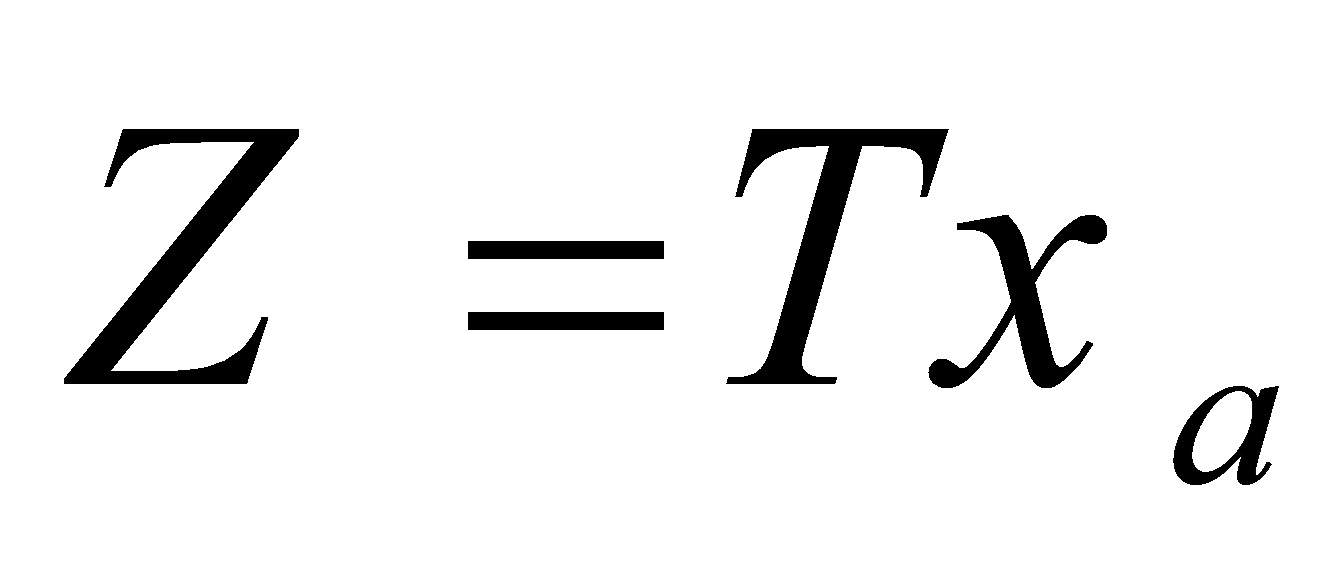 Z = Tx_a